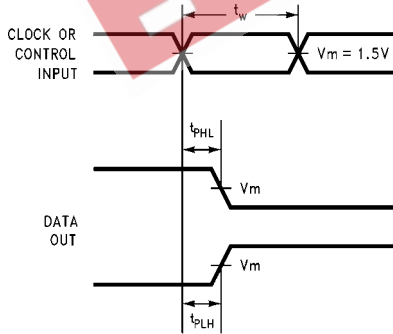 t_W
CLOCK OR
CONTROL
INPUT
Vm = 1.5V
t_PHL
Vm
DATA
OUT
Vm
t_PLH